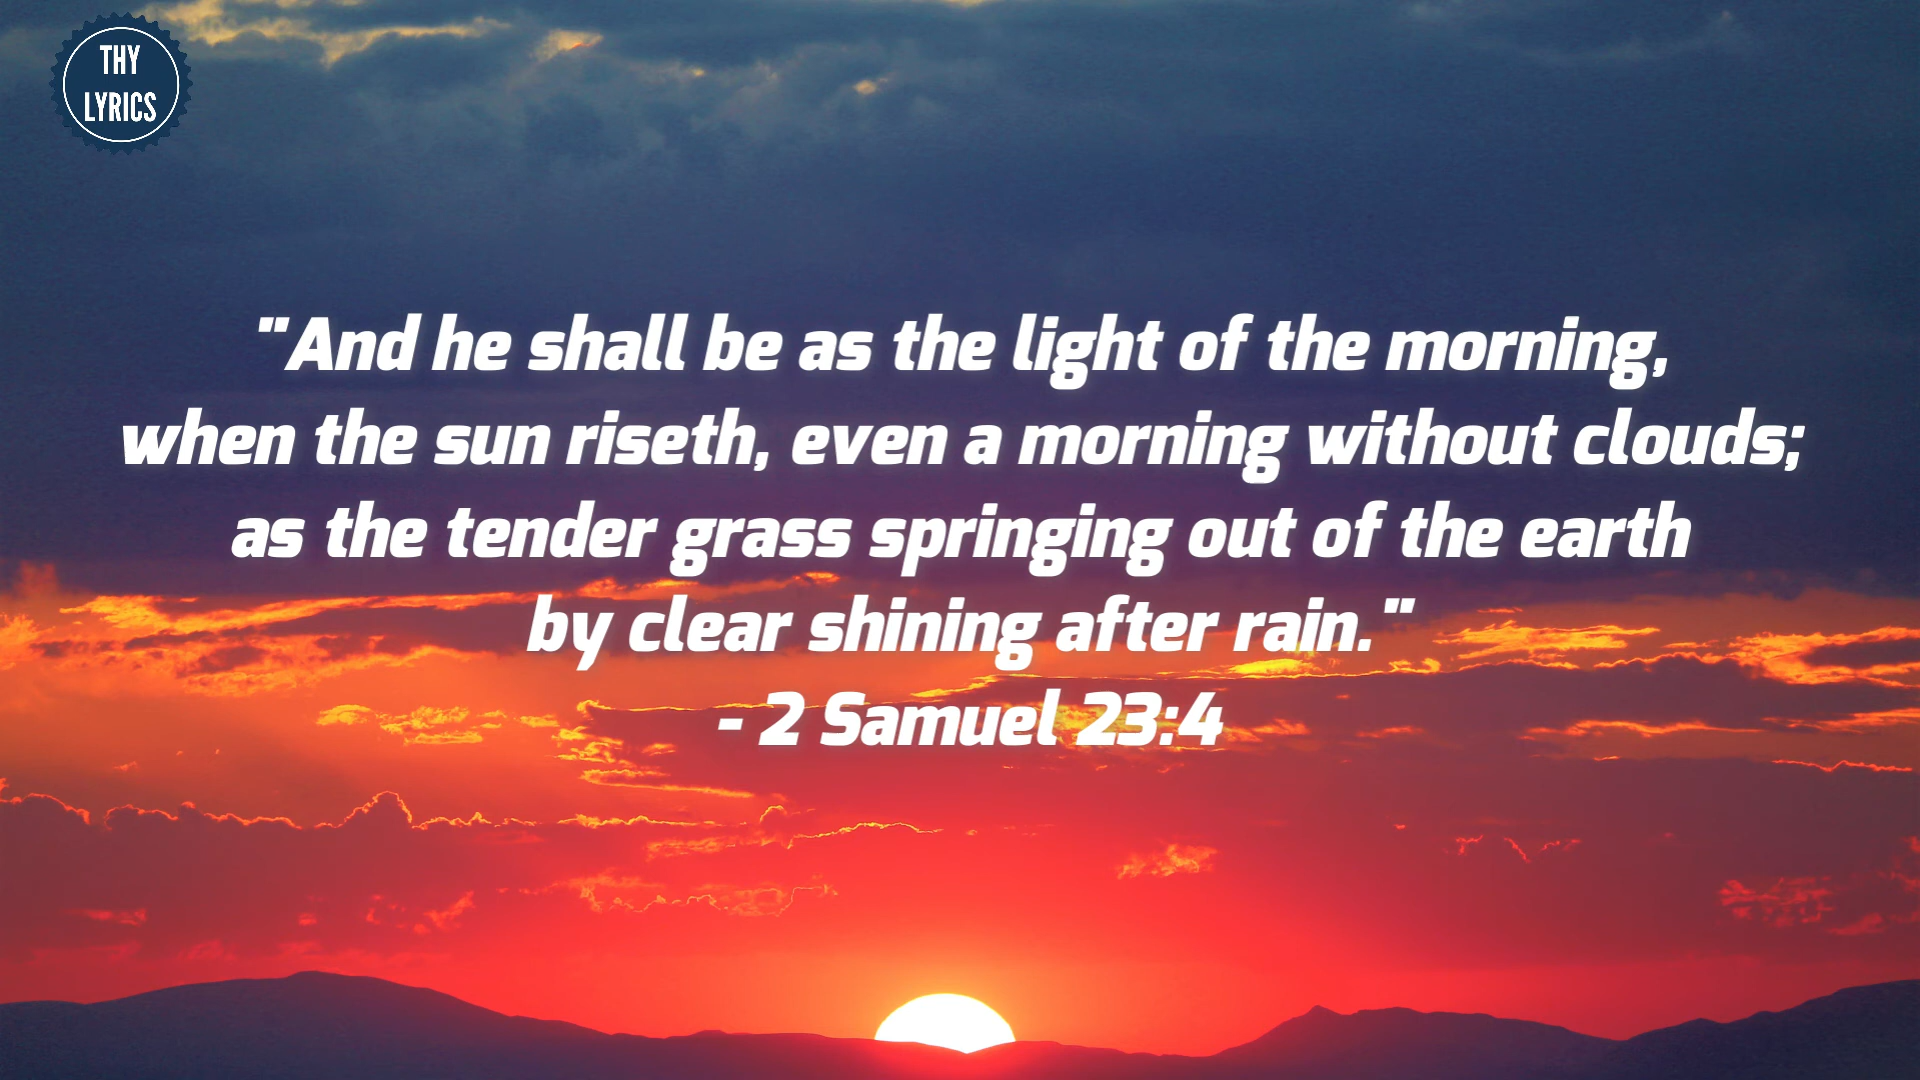 THY
LYRICS
"And he shall be as the light of the morning,
when the sun riseth, even a morning without clouds;
as the tender grass springing out of the earth
by clear shining after rain."
- 2 Samuel 23:4